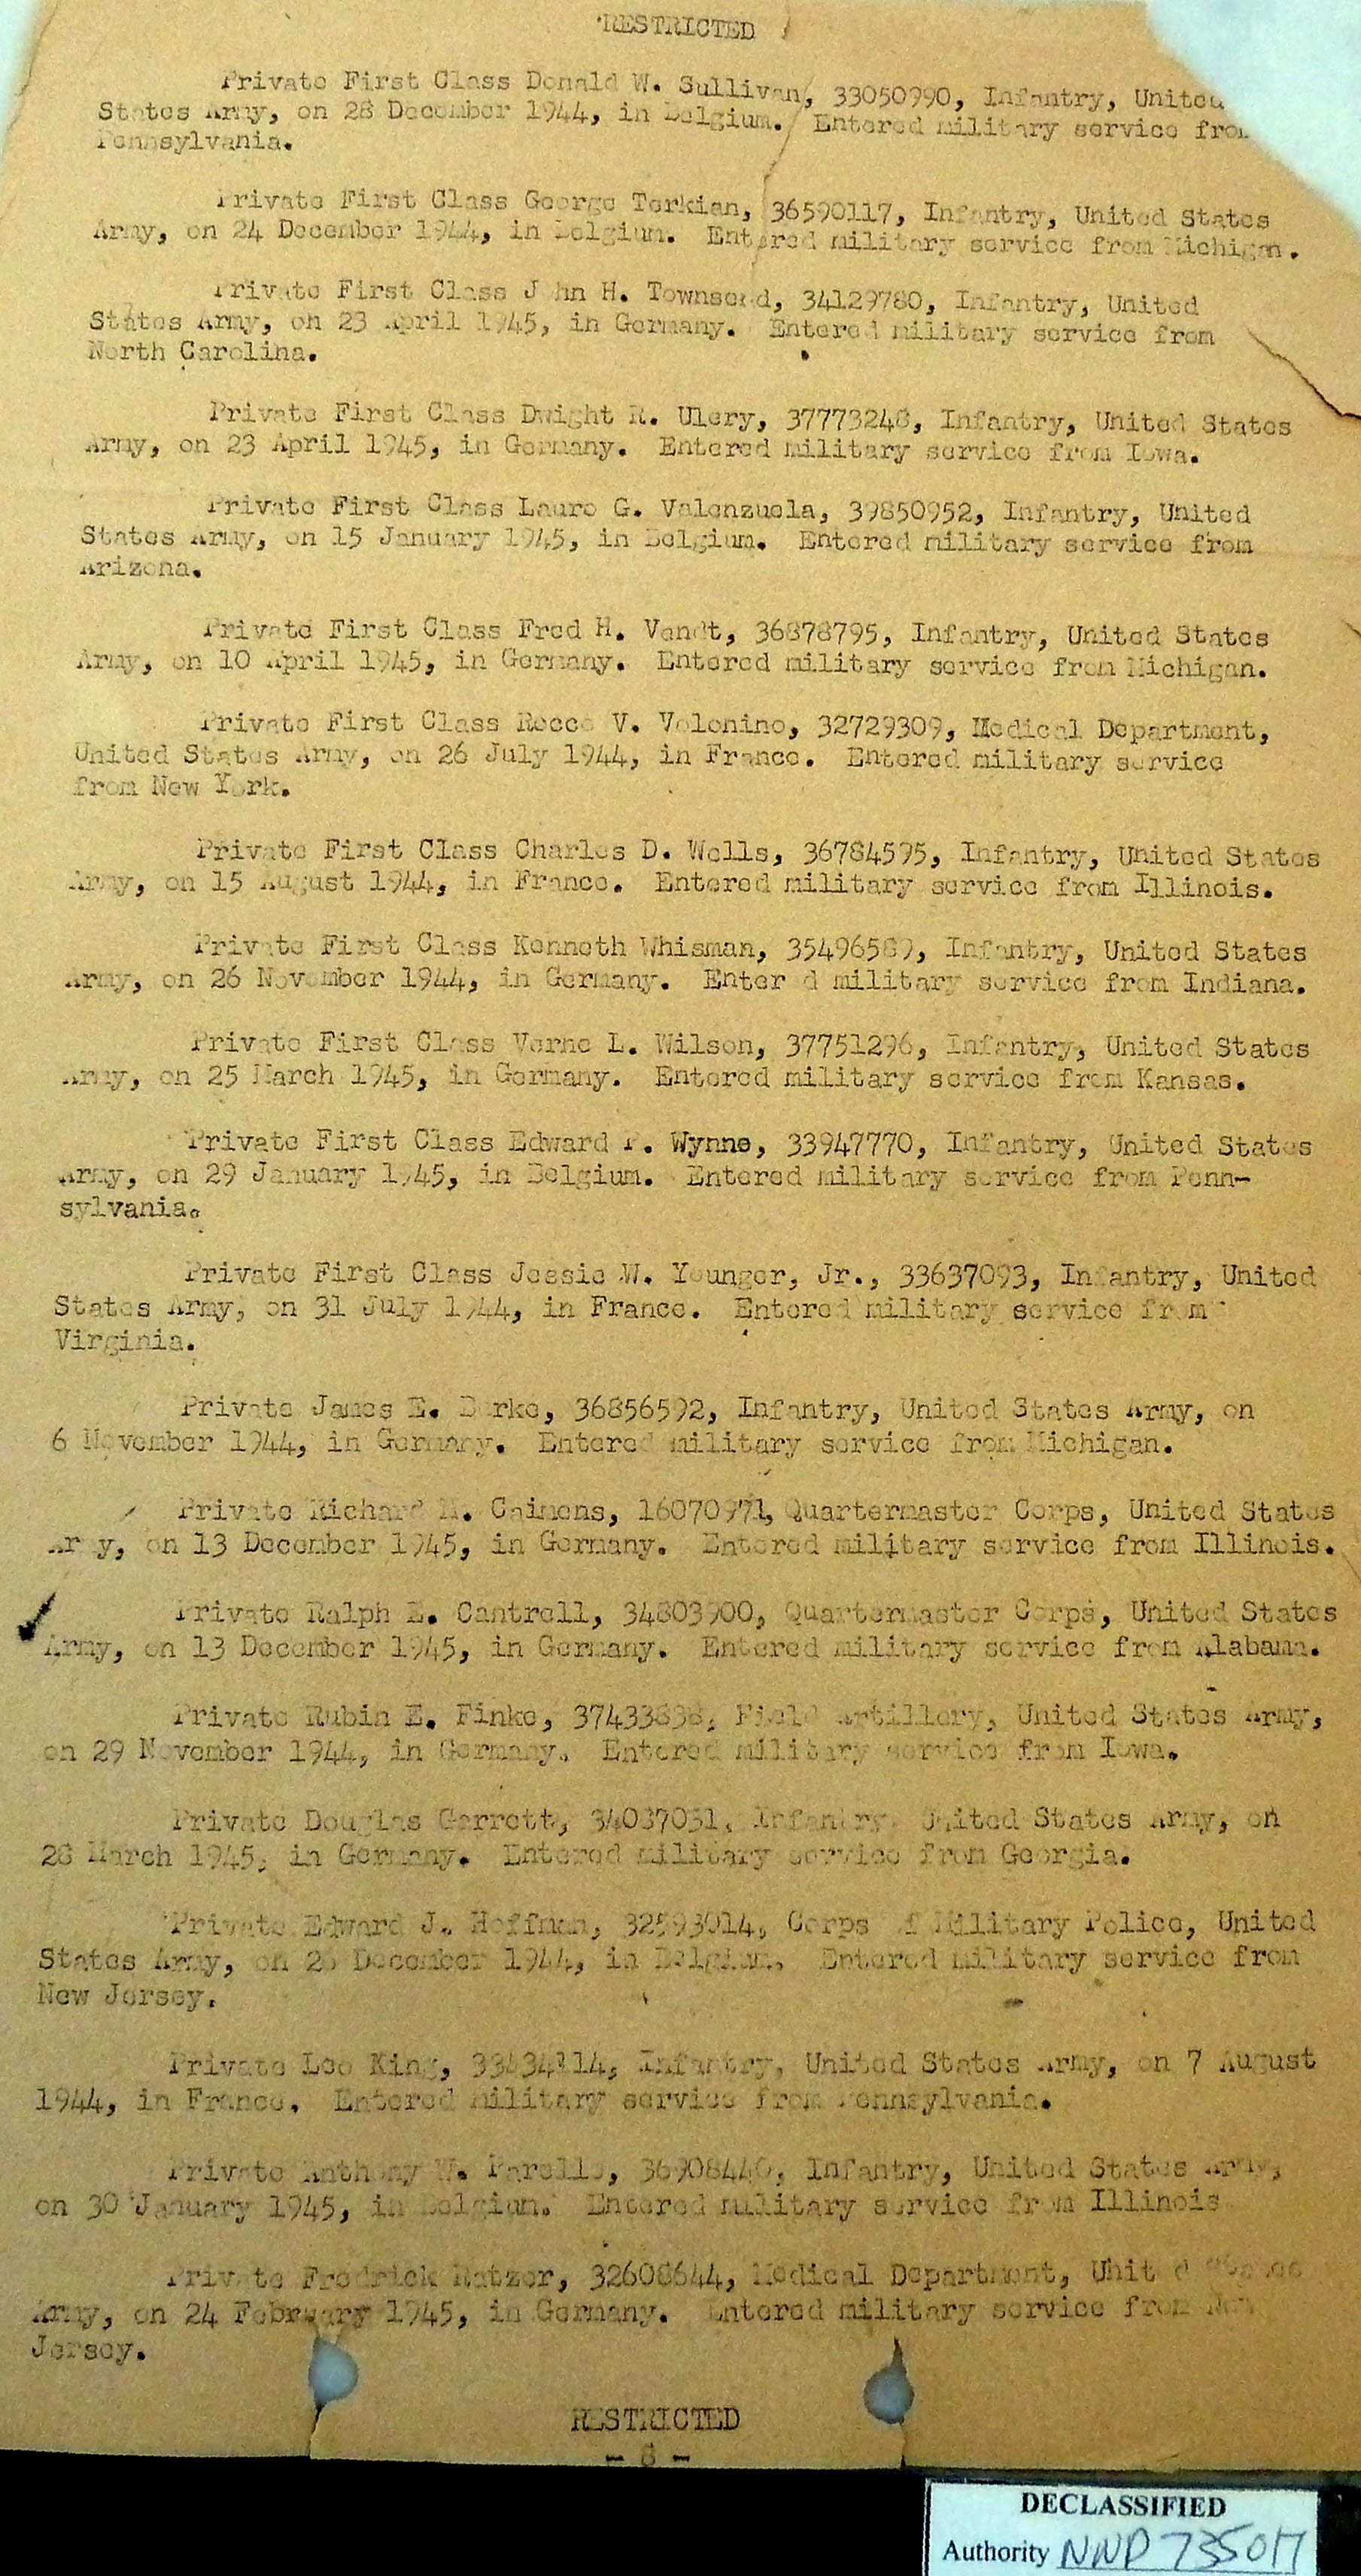 RESTRICTED
Private First Class Donald W. Sullivan, 33050990, Infantry, United
States Army, on 28 December 1944, in Belgium. Entered military service from
Pennsylvania.
Private First Class George Terkian, 36590117, Infantry, United States
Army, on 24 December 1944, in Belgium. Entered military service from Michigan.
Private First Class John H. Townsend, 34129780, Infantry, United
States Army, on 23 April 1945, in Germany. Entered military service from
North Carolina.
Private First Class Dwight R. Ulery, 37773248, Infantry, United States
Army, on 23 April 1945, in Germany. Entered military service from Iowa.
Private First Class Lauro G. Valenzuela, 39850952, Infantry, United
States Army, on 15 January 1945, in Belgium. Entered military service from
Arizona.
Private First Class Fred H. Vendt, 36878795, Infantry, United States
Army, on 10 April 1945, in Germany. Entered military service from Michigan.
Private First Class Rocco V. Volonino, 32729309, Medical Department,
United States Army, on 26 July 1944, in France. Entered military service
from New York.
Private First Class Charles D. Wells, 36784595, Infantry, United States
Army, on 15 August 1944, in France. Entered military service from Illinois.
Private First Class Kenneth Whisman, 35496589, Infantry, United States
Army, on 26 November 1944, in Germany. Entered military service from Indiana.
Private First Class Verne L. Wilson, 37751296, Infantry, United States
Army, on 25 March 1945, in Germany. Entered military service from Kansas.
Private First Class Edward Wynne, 33947770, Infantry, United States
Army, on 29 January 1945, in Belgium. Entered military service from Penn-
sylvania.
Private First Class Jessie W. Younger, Jr., 33637093, Infantry, United
States Army, on 31 July 1944, in France. Entered military service from
Virginia.
Private James E. 36856592, Infantry, United States Army, on
6 November 1944, in Germany. Entered military service from Michigan.
Private Richard Caimens, 16070971, Quartermaster Corps, United States
Army, on 13 December 1945, in Germany. Entered military service from Illinois.
Private Ralph E. Cantrell, 34803900, Quartermaster Corps, United States
Army, on 13 December 1945, in Germany. Entered military service from Alabama.
Private Rubin E. Finke, Field Artillery, United States Army,
on 29 November 1944, in Germany. Entered military service from Iowa.
Private Douglas Garrett, 34037031, Infantry, United States Army, on
28 March 1945, in Germany. Entered military service from Georgia.
Private Edward J. Hoffman, 32593014, Corps of Military Police, United
States Army, on December 1944, in Belgium. Entered military service from
New Jersey.
Private Leo King, Infantry, United States Army, on 7 August
1944, in France. Entered military service from Pennsylvania.
Private Anthony W. Parello, 36908440, Infantry, United States Army,
on 30 January 1945, in Belgium. Entered military service from Illinois
Private Fredrick Ratzer, 32608644, Medical Department, United States
Army, on 24 February 1945, in Germany. Entered military service from New
Jersey.
RESTRICTED
- 8 -
DECLASSIFIED
Authority NND 735017